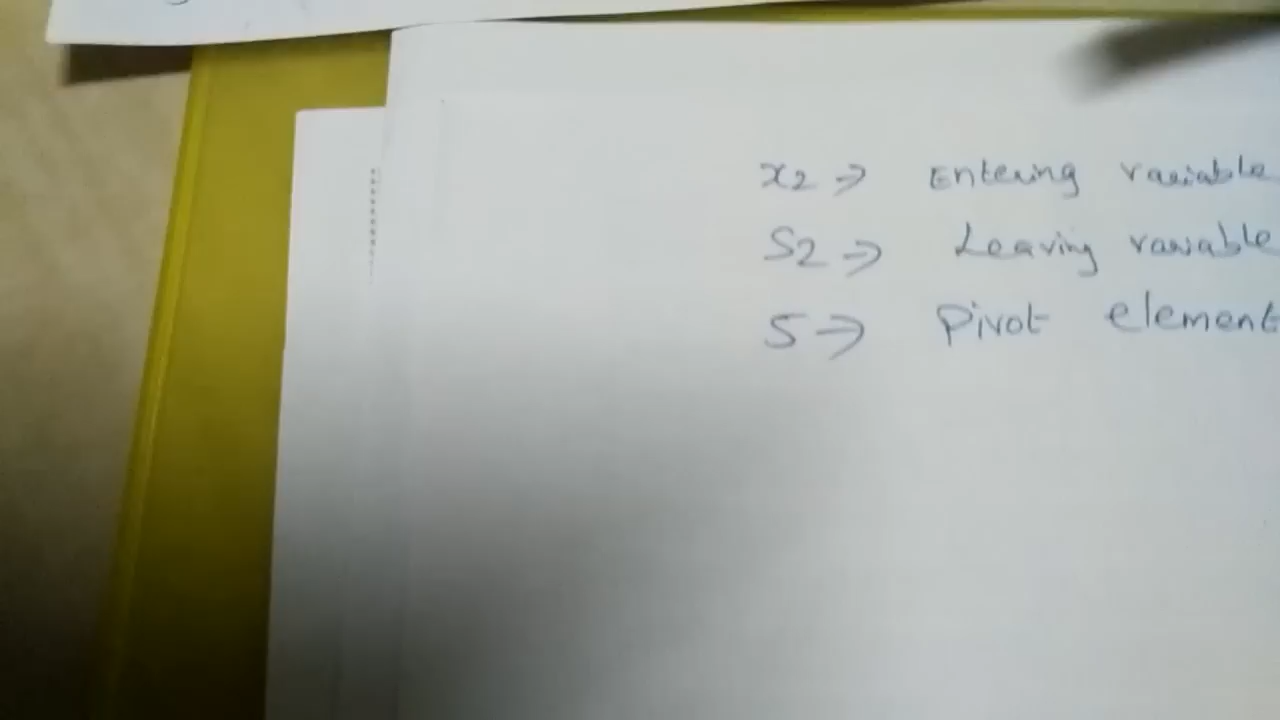 x2 → Entering variable
S2 → Leaving variable
5 → Pivot element